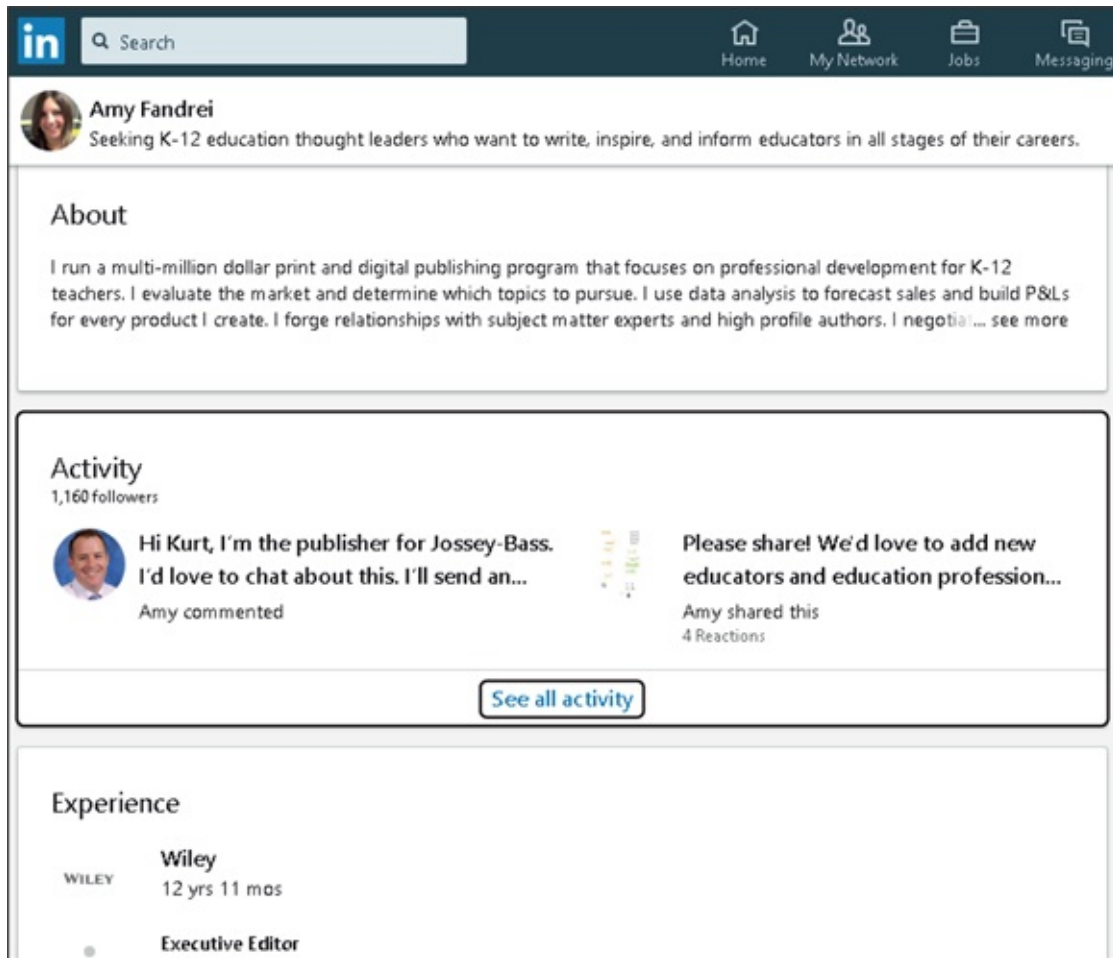 in
Search
Home
My Network
Jobs
Messaging
Amy Fandrei
Seeking K-12 education thought leaders who want to write, inspire, and inform educators in all stages of their careers.
About
I run a multi-million dollar print and digital publishing program that focuses on professional development for K-12
teachers. I evaluate the market and determine which topics to pursue. I use data analysis to forecast sales and build P&Ls
for every product I create. I forge relationships with subject matter experts and high profile authors. I negotia... see more
Activity
1,160 followers
Hi Kurt, I'm the publisher for Jossey-Bass.
I'd love to chat about this. I'll send an...
Amy commented
Please share! We'd love to add new
educators and education profession...
Amy shared this
4 Reactions
See all activity
Experience
WILEY
Wiley
12 yrs 11 mos
Executive Editor